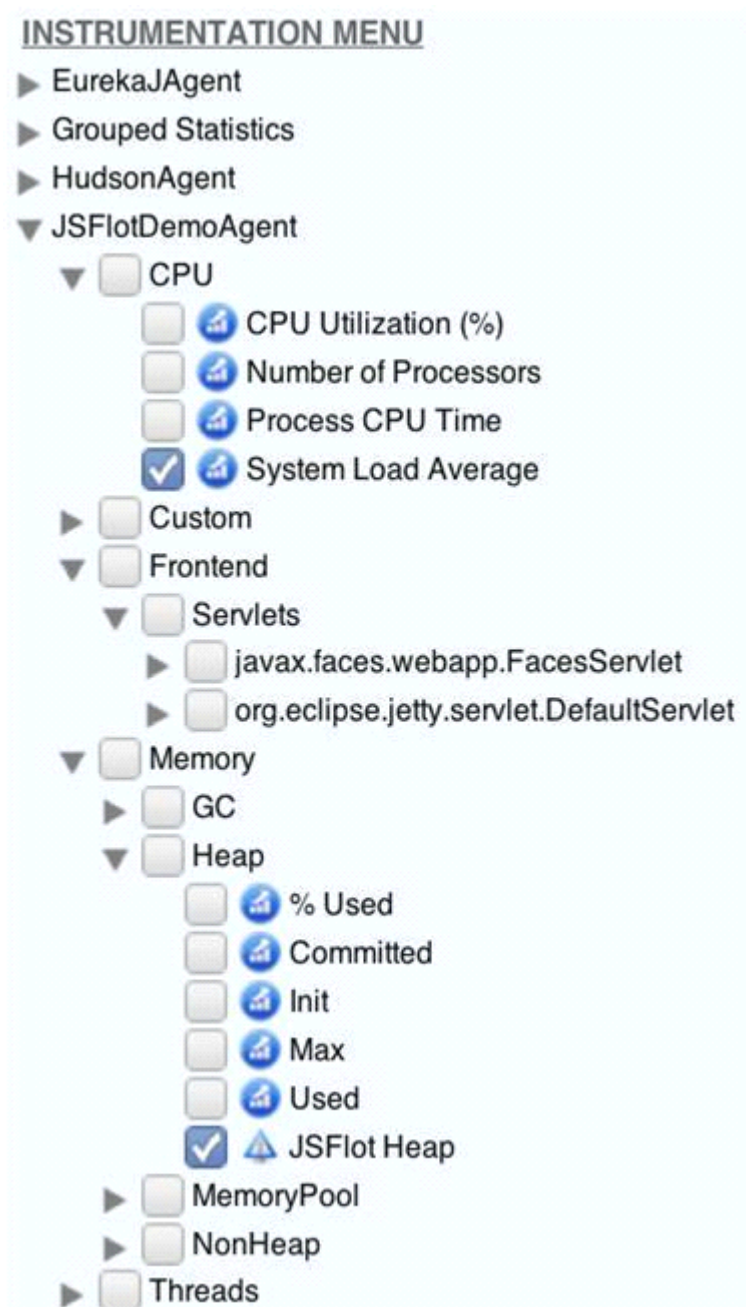 INSTRUMENTATION MENU
EurekaJAgent
Grouped Statistics
HudsonAgent
JSFlotDemoAgent
CPU
CPU Utilization (%)
Number of Processors
Process CPU Time
System Load Average
Custom
Frontend
Servlets
javax.faces.webapp.FacesServlet
org.eclipse.jetty.servlet.DefaultServlet
Memory
GC
Heap
% Used
Committed
Init
Max
Used
JSFlot Heap
MemoryPool
NonHeap
Threads